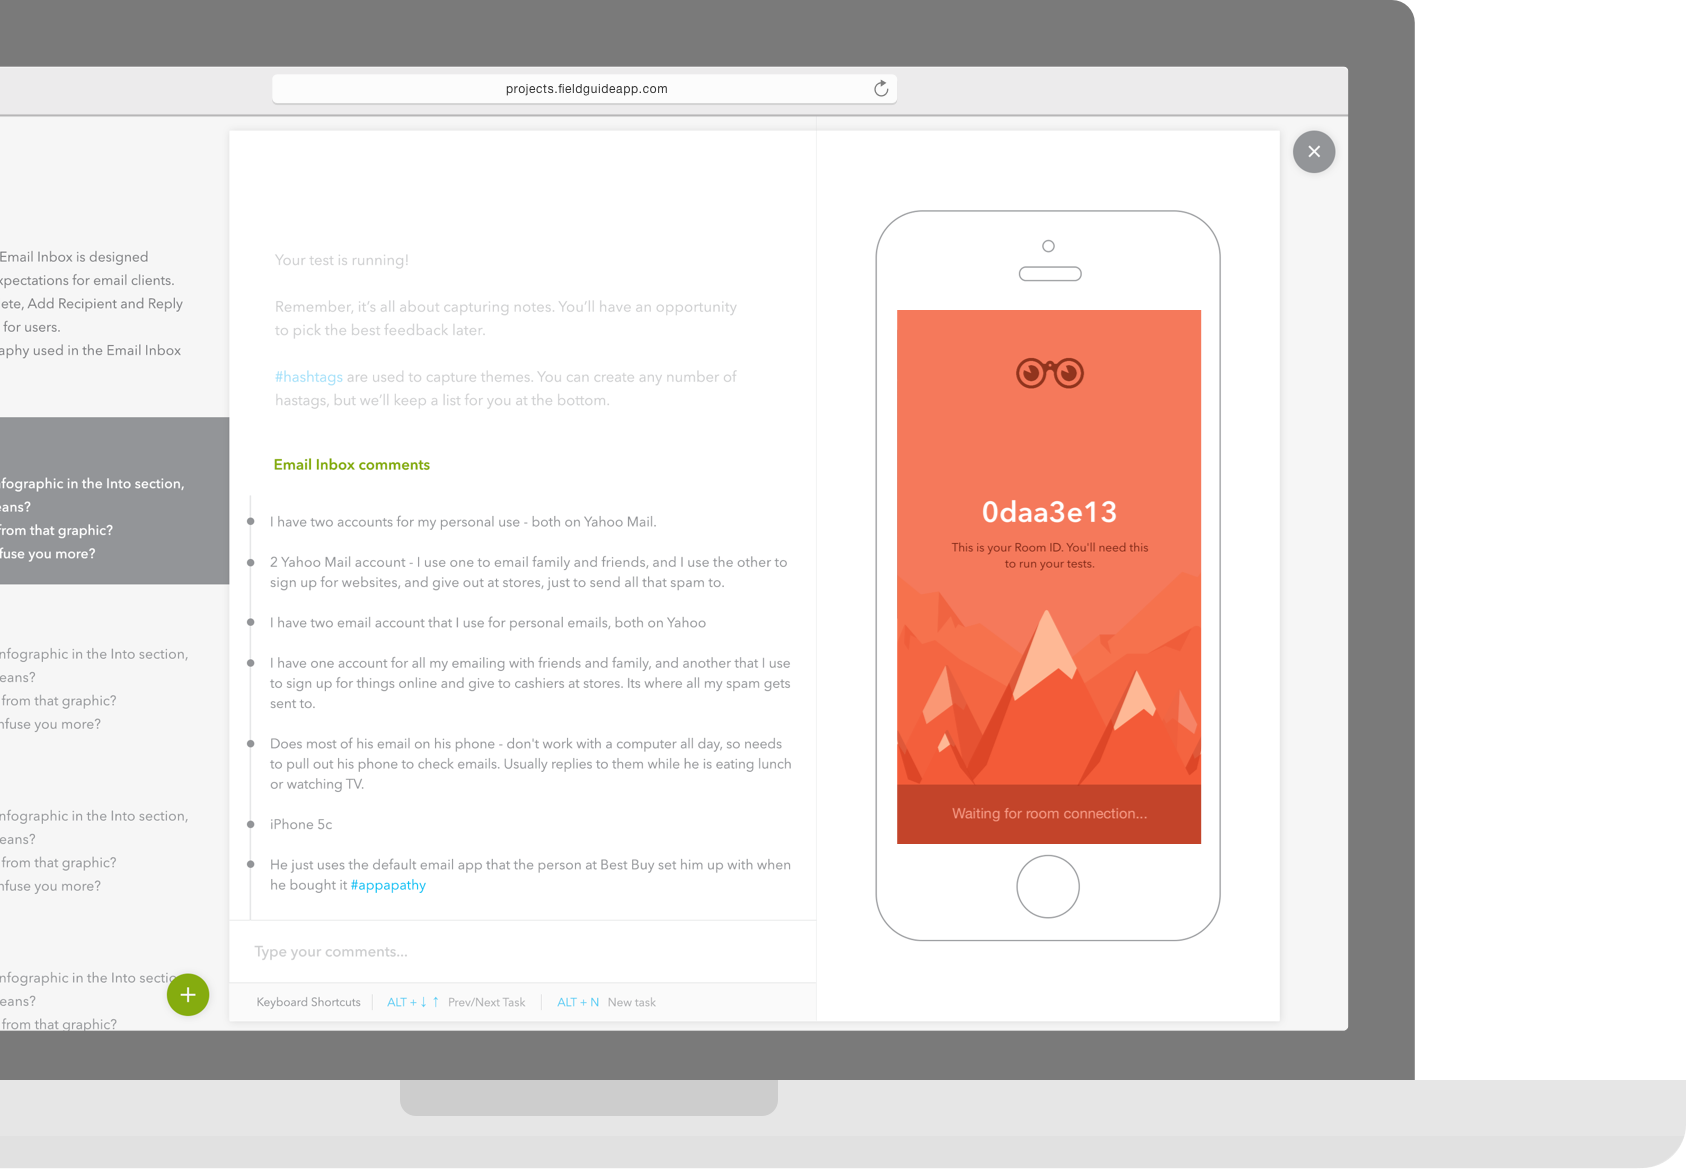 projects.fieldguideapp.com
Email Inbox is designed
xpectations for email clients.
ete, Add Recipient and Reply
for users.
aphy used in the Email Inbox
nfographic in the Into section,
eans?
from that graphic?
nfuse you more?
nfographic in the Into section,
eans?
from that graphic?
nfuse you more?
nfographic in the Into section,
eans?
from that graphic?
nfuse you more?
nfographic in the Into sectio
eans?
from that graphic?
Your test is running!
Remember, it's all about capturing notes. You'll have an opportunity
to pick the best feedback later.
#hashtags are used to capture themes. You can create any number of
hastags, but we'll keep a list for you at the bottom.
Email Inbox comments
I have two accounts for my personal use - both on Yahoo Mail.
2 Yahoo Mail account - I use one to email family and friends, and I use the other to
sign up for websites, and give out at stores, just to send all that spam to.
I have two email account that I use for personal emails, both on Yahoo
I have one account for all my emailing with friends and family, and another that I use
to sign up for things online and give to cashiers at stores. Its where all my spam gets
sent to.
Does most of his email on his phone - don't work with a computer all day, so needs
to pull out his phone to check emails. Usually replies to them while he is eating lunch
or watching TV.
iPhone 5c
He just uses the default email app that the person at Best Buy set him up with when
he bought it #appapathy
Type your comments...
Keyboard Shortcuts ALT + ↓ ↑ Prev/Next Task ALT + N New task
0daa3e13
This is your Room ID. You'll need this
to run your tests.
Waiting for room connection...